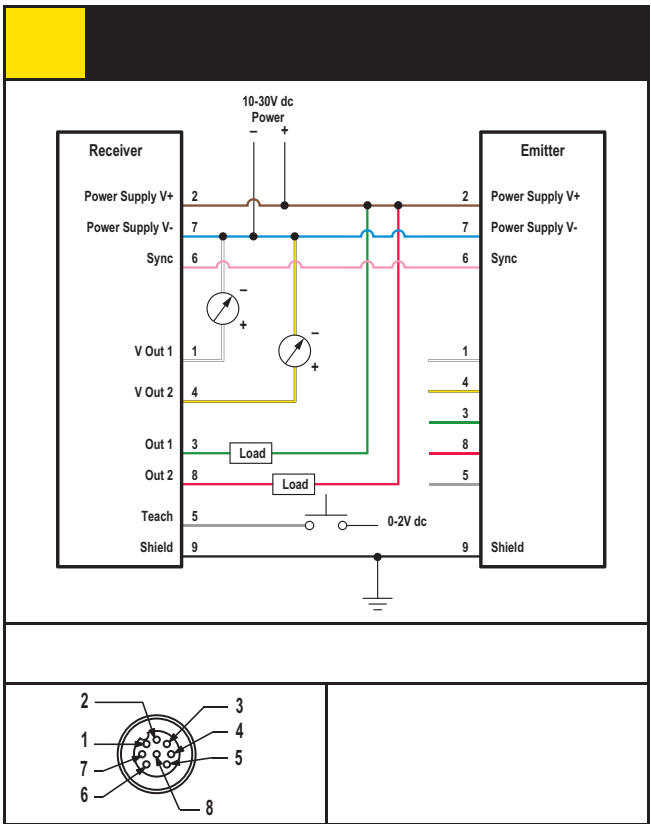 10-30V dc
Power
– +
Receiver
Emitter
Power Supply V+ 2
2 Power Supply V+
Power Supply V- 7
7 Power Supply V-
Sync 6
6 Sync
–
+
–
+
V Out 1 1
1
V Out 2 4
4
3
Out 1 3
Load
8
Out 2 8
Load
5
Teach 5
0-2V dc
Shield 9
9 Shield
2
3
1
4
7
5
6
8